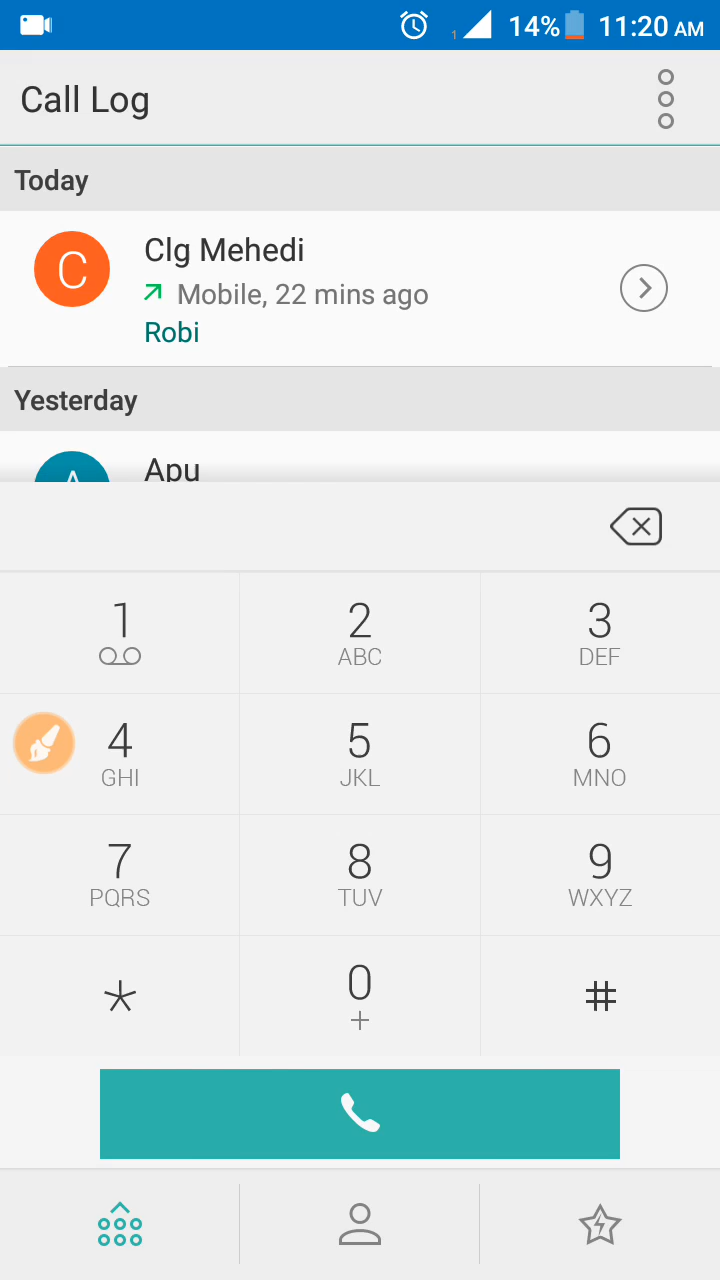 1 14% 11:20 AM
Call Log
Today
C
Clg Mehedi
Mobile, 22 mins ago
Robi
Yesterday
A
Apu
1 2 3
ABC DEF
4 5 6
GHI JKL MNO
7 8 9
PQRS TUV WXYZ
* 0 #
+